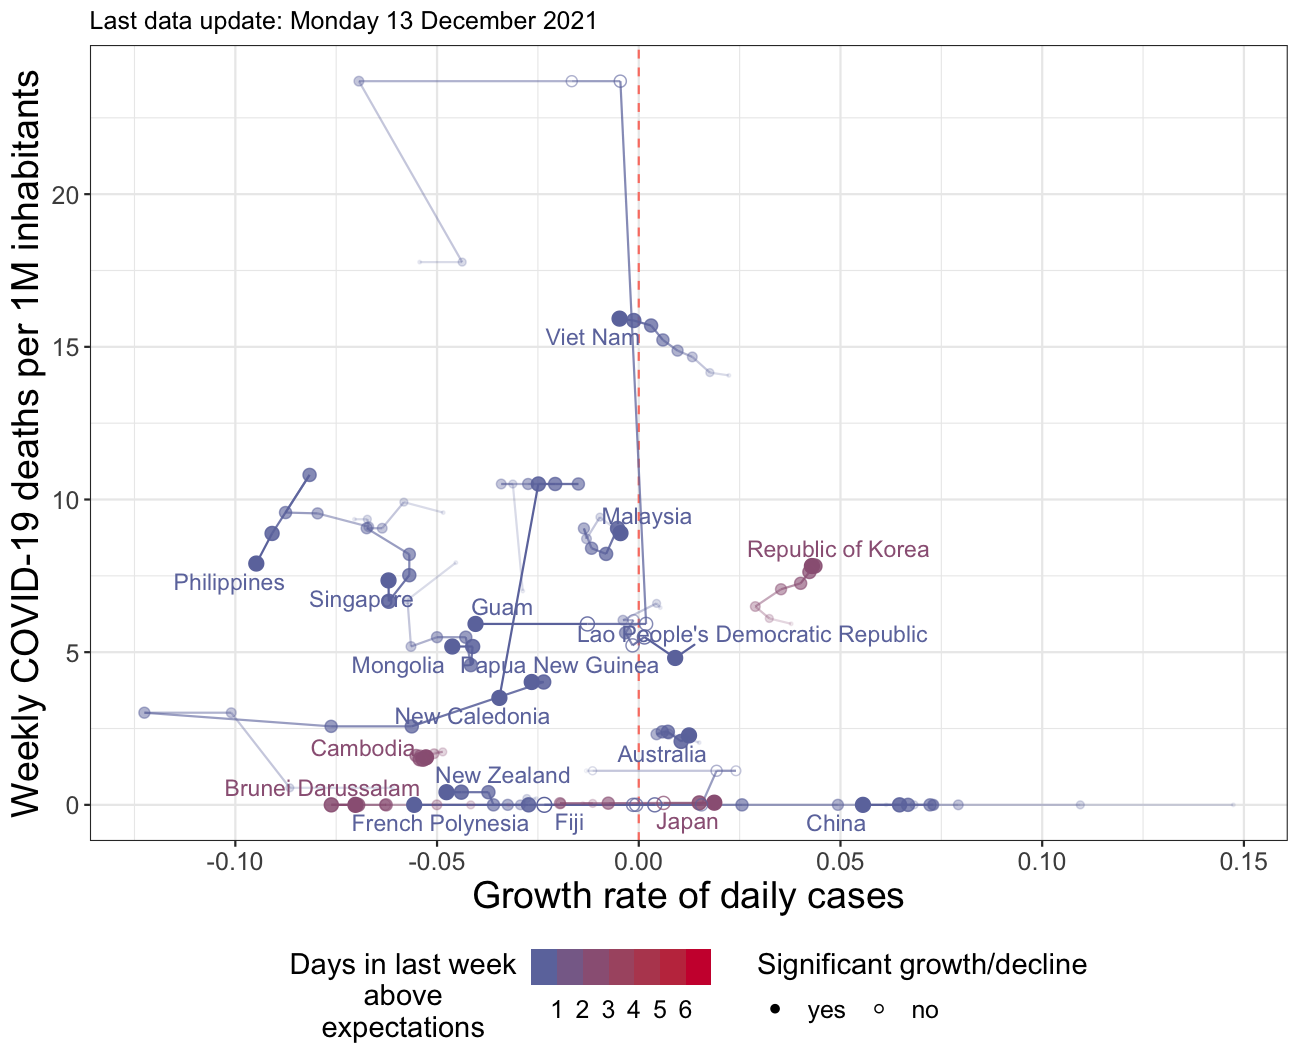 Last data update: Monday 13 December 2021
Weekly COVID-19 deaths per 1M inhabitants
20
15
10
5
0
Viet Nam
Malaysia
Republic of Korea
Philippines
Singapore
Guam
Lao People's Democratic Republic
Mongolia
Papua New Guinea
New Caledonia
Cambodia
Australia
New Zealand
Brunei Darussalam
French Polynesia
Fiji
Japan
China
-0.10
-0.05
0.00
0.05
0.10
0.15
Growth rate of daily cases
Days in last week
above
expectations
1 2 3 4 5 6
Significant growth/decline
yes
no